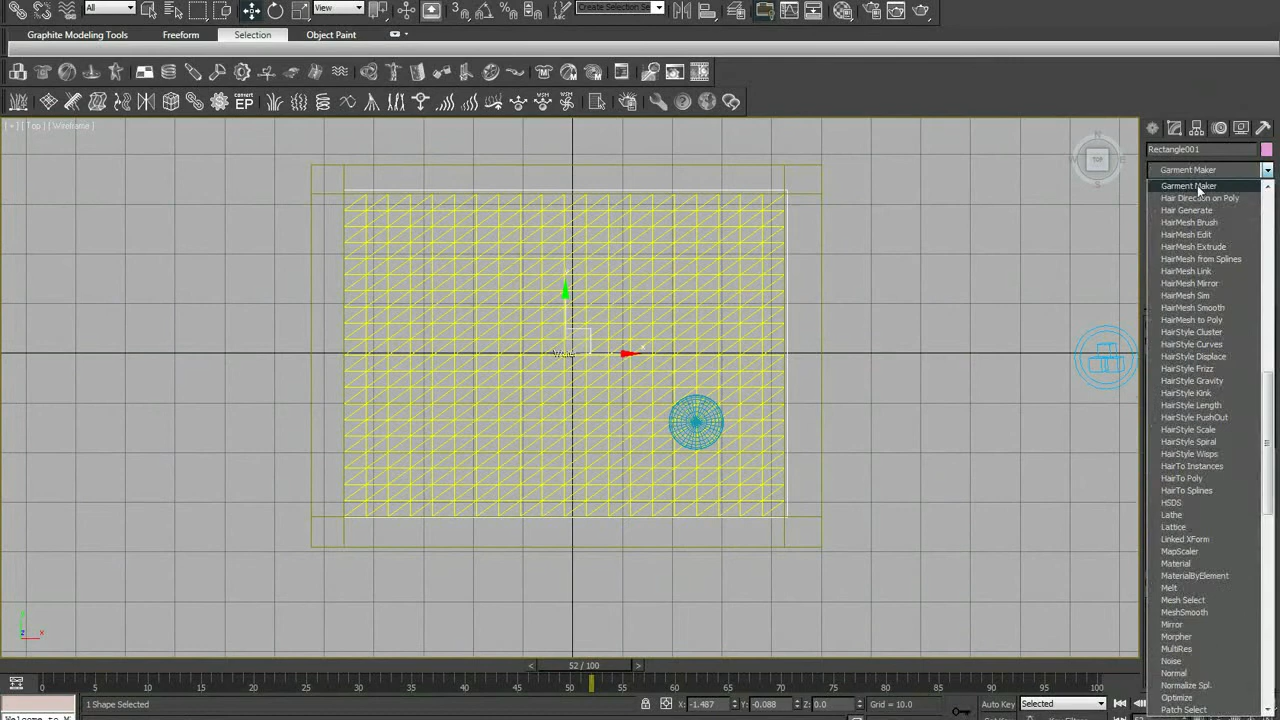 All
View
Create Selection Se
Graphite Modeling Tools Freeform Selection Object Paint
EP
[ + ] [ Top ] [ Wireframe ]
N
W TOP E
S
Rectangle001
Garment Maker
Garment Maker
Hair Direction on Poly
Hair Generate
HairMesh Brush
HairMesh Edit
HairMesh Extrude
HairMesh from Splines
HairMesh Link
HairMesh Mirror
HairMesh Sim
HairMesh Smooth
HairMesh to Poly
HairStyle Cluster
HairStyle Curves
HairStyle Displace
HairStyle Frizz
HairStyle Gravity
HairStyle Kink
HairStyle Length
HairStyle PushOut
HairStyle Scale
HairStyle Spiral
HairStyle Wisps
HairTo Instances
HairTo Poly
HairTo Splines
HSDS
Lathe
Lattice
Linked XForm
MapScaler
Material
MaterialByElement
Melt
Mesh Select
MeshSmooth
Mirror
Morpher
MultiRes
Noise
Normal
Normalize Spl.
Optimize
Patch Select
x
z x
< 52 / 100 >
0 5 10 15 20 25 30 35 40 45 50 55 60 65 70 75 80 85 90 95 100
1 Shape Selected X: -1.487 Y: -0.088 Z: 0.0 Grid = 10.0 Auto Key Selected